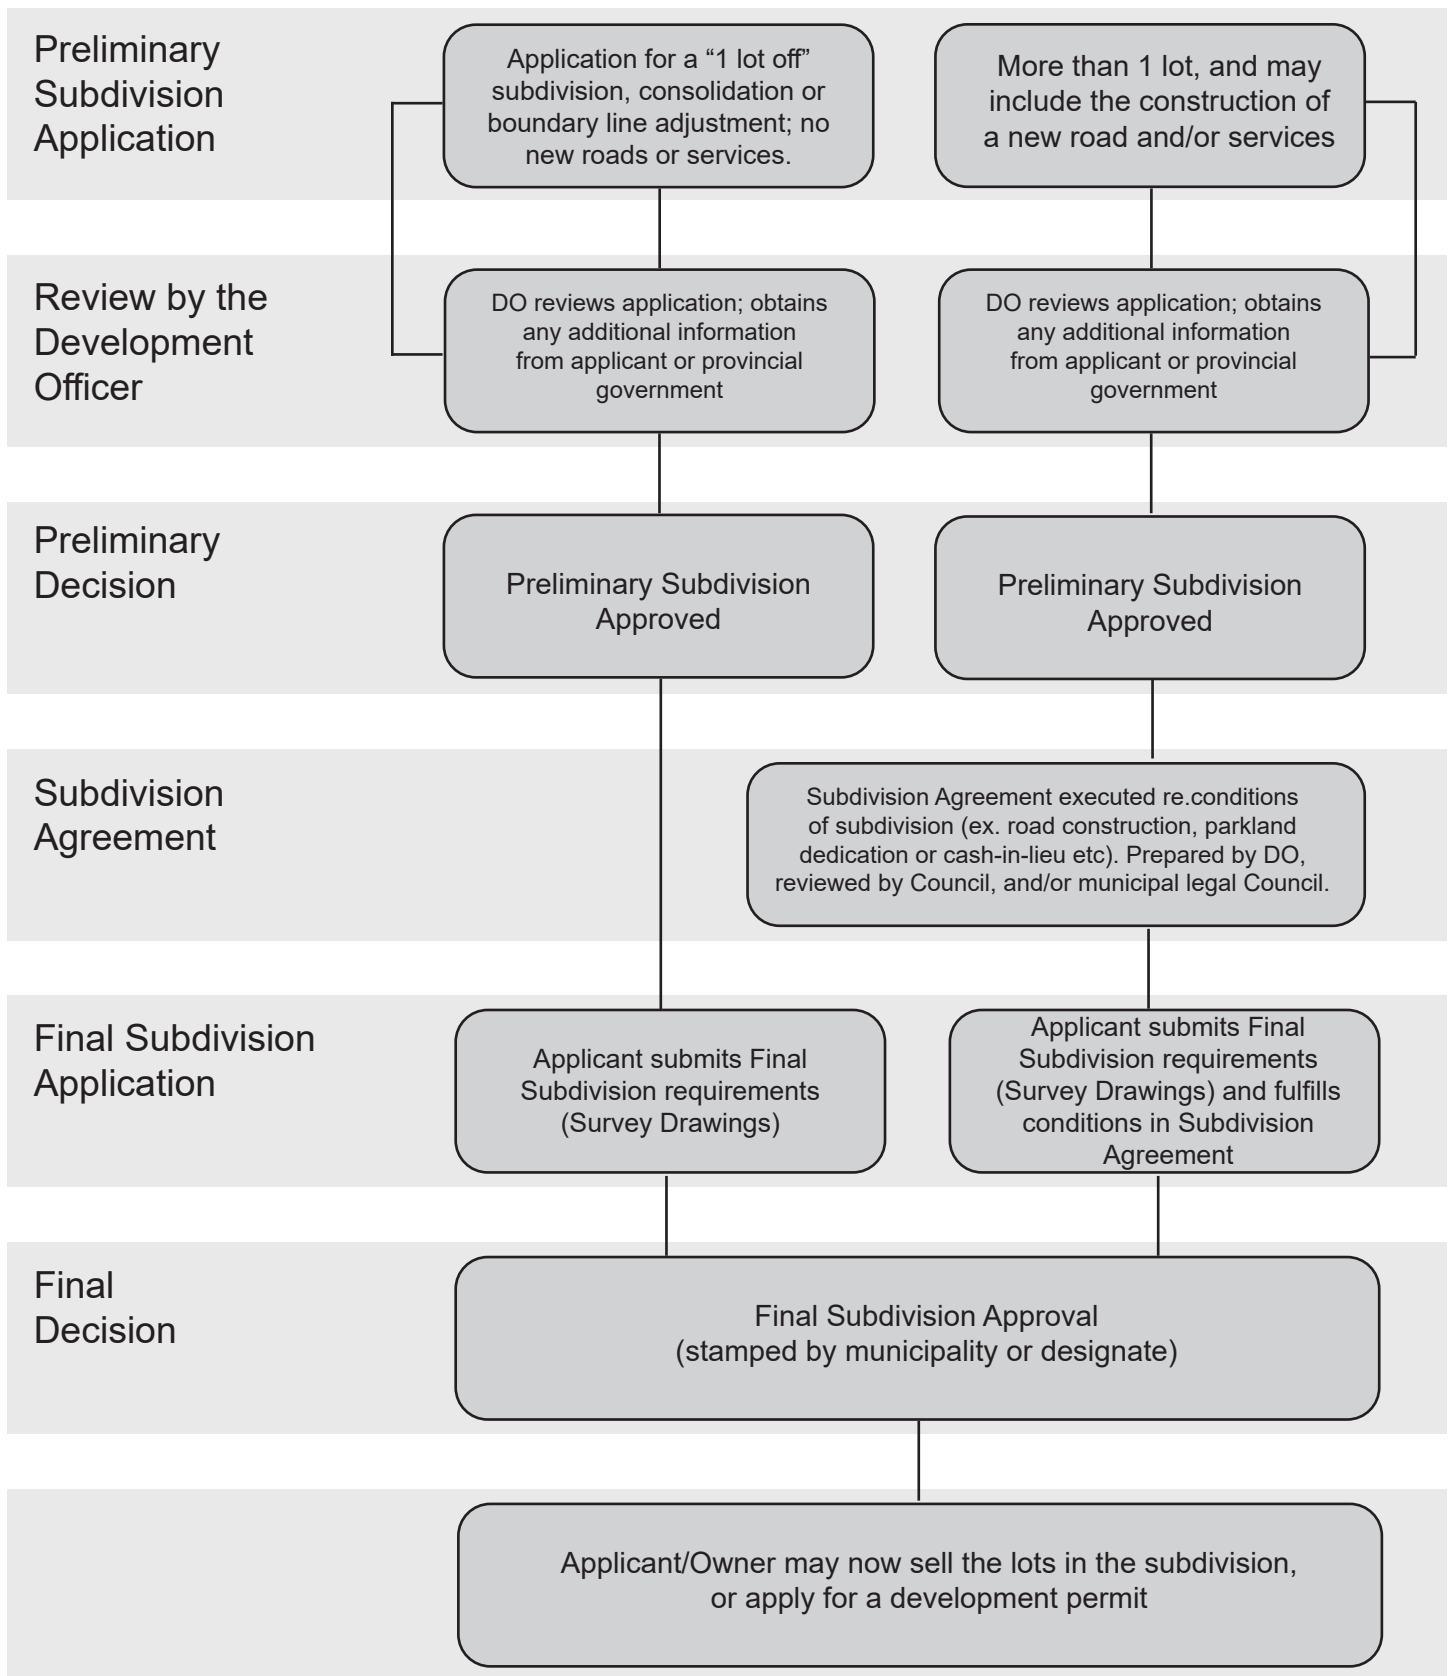 Preliminary
Subdivision
Application
Application for a “1 lot off”
subdivision, consolidation or
boundary line adjustment; no
new roads or services.
More than 1 lot, and may
include the construction of
a new road and/or services
Review by the
Development
Officer
DO reviews application; obtains
any additional information
from applicant or provincial
government
DO reviews application; obtains
any additional information
from applicant or provincial
government
Preliminary
Decision
Preliminary Subdivision
Approved
Preliminary Subdivision
Approved
Subdivision
Agreement
Subdivision Agreement executed re.conditions
of subdivision (ex. road construction, parkland
dedication or cash-in-lieu etc). Prepared by DO,
reviewed by Council, and/or municipal legal Council.
Final Subdivision
Application
Applicant submits Final
Subdivision requirements
(Survey Drawings)
Applicant submits Final
Subdivision requirements
(Survey Drawings) and fulfills
conditions in Subdivision
Agreement
Final
Decision
Final Subdivision Approval
(stamped by municipality or designate)
Applicant/Owner may now sell the lots in the subdivision,
or apply for a development permit